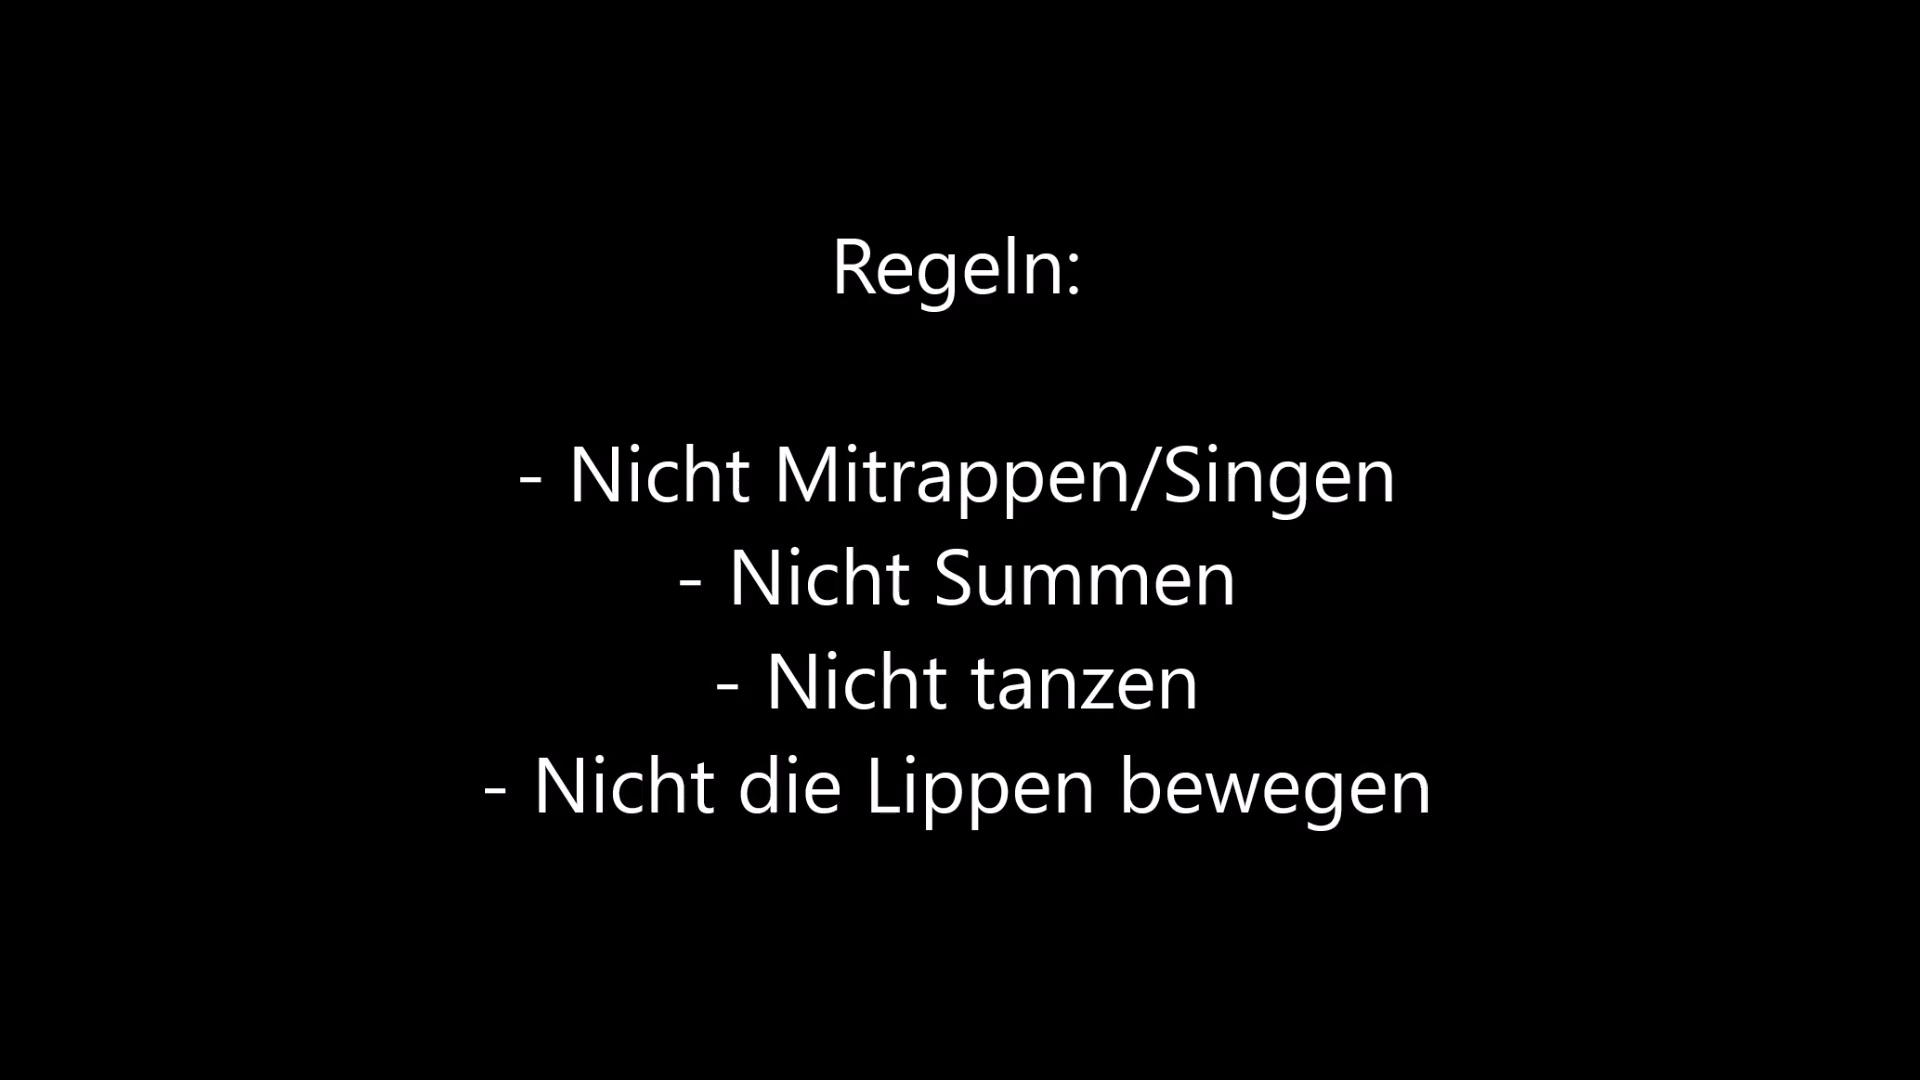 Regeln:
- Nicht Mitrappen/Singen
- Nicht Summen
- Nicht tanzen
- Nicht die Lippen bewegen